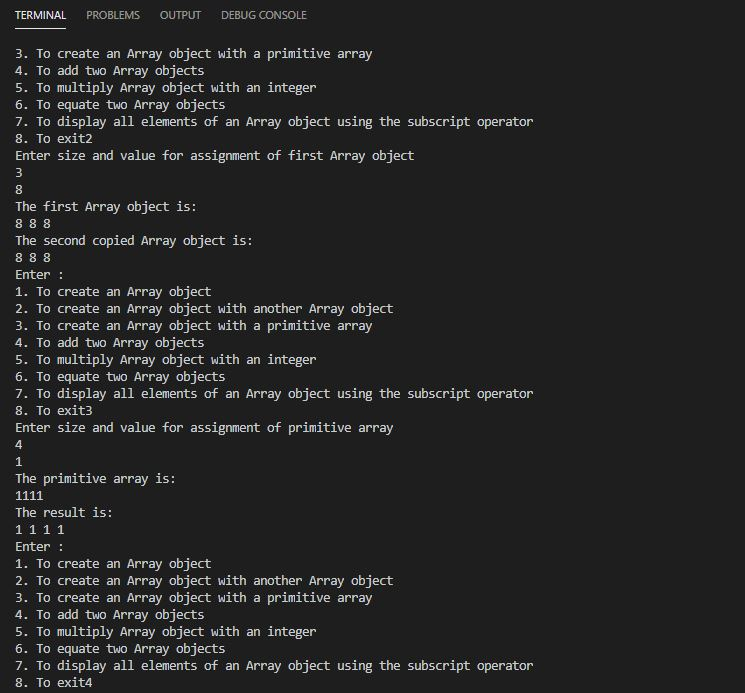 TERMINAL PROBLEMS OUTPUT DEBUG CONSOLE
3. To create an Array object with a primitive array
4. To add two Array objects
5. To multiply Array object with an integer
6. To equate two Array objects
7. To display all elements of an Array object using the subscript operator
8. To exit2
Enter size and value for assignment of first Array object
3
8
The first Array object is:
8 8 8
The second copied Array object is:
8 8 8
Enter :
1. To create an Array object
2. To create an Array object with another Array object
3. To create an Array object with a primitive array
4. To add two Array objects
5. To multiply Array object with an integer
6. To equate two Array objects
7. To display all elements of an Array object using the subscript operator
8. To exit3
Enter size and value for assignment of primitive array
4
1
The primitive array is:
1111
The result is:
1 1 1 1
Enter :
1. To create an Array object
2. To create an Array object with another Array object
3. To create an Array object with a primitive array
4. To add two Array objects
5. To multiply Array object with an integer
6. To equate two Array objects
7. To display all elements of an Array object using the subscript operator
8. To exit4